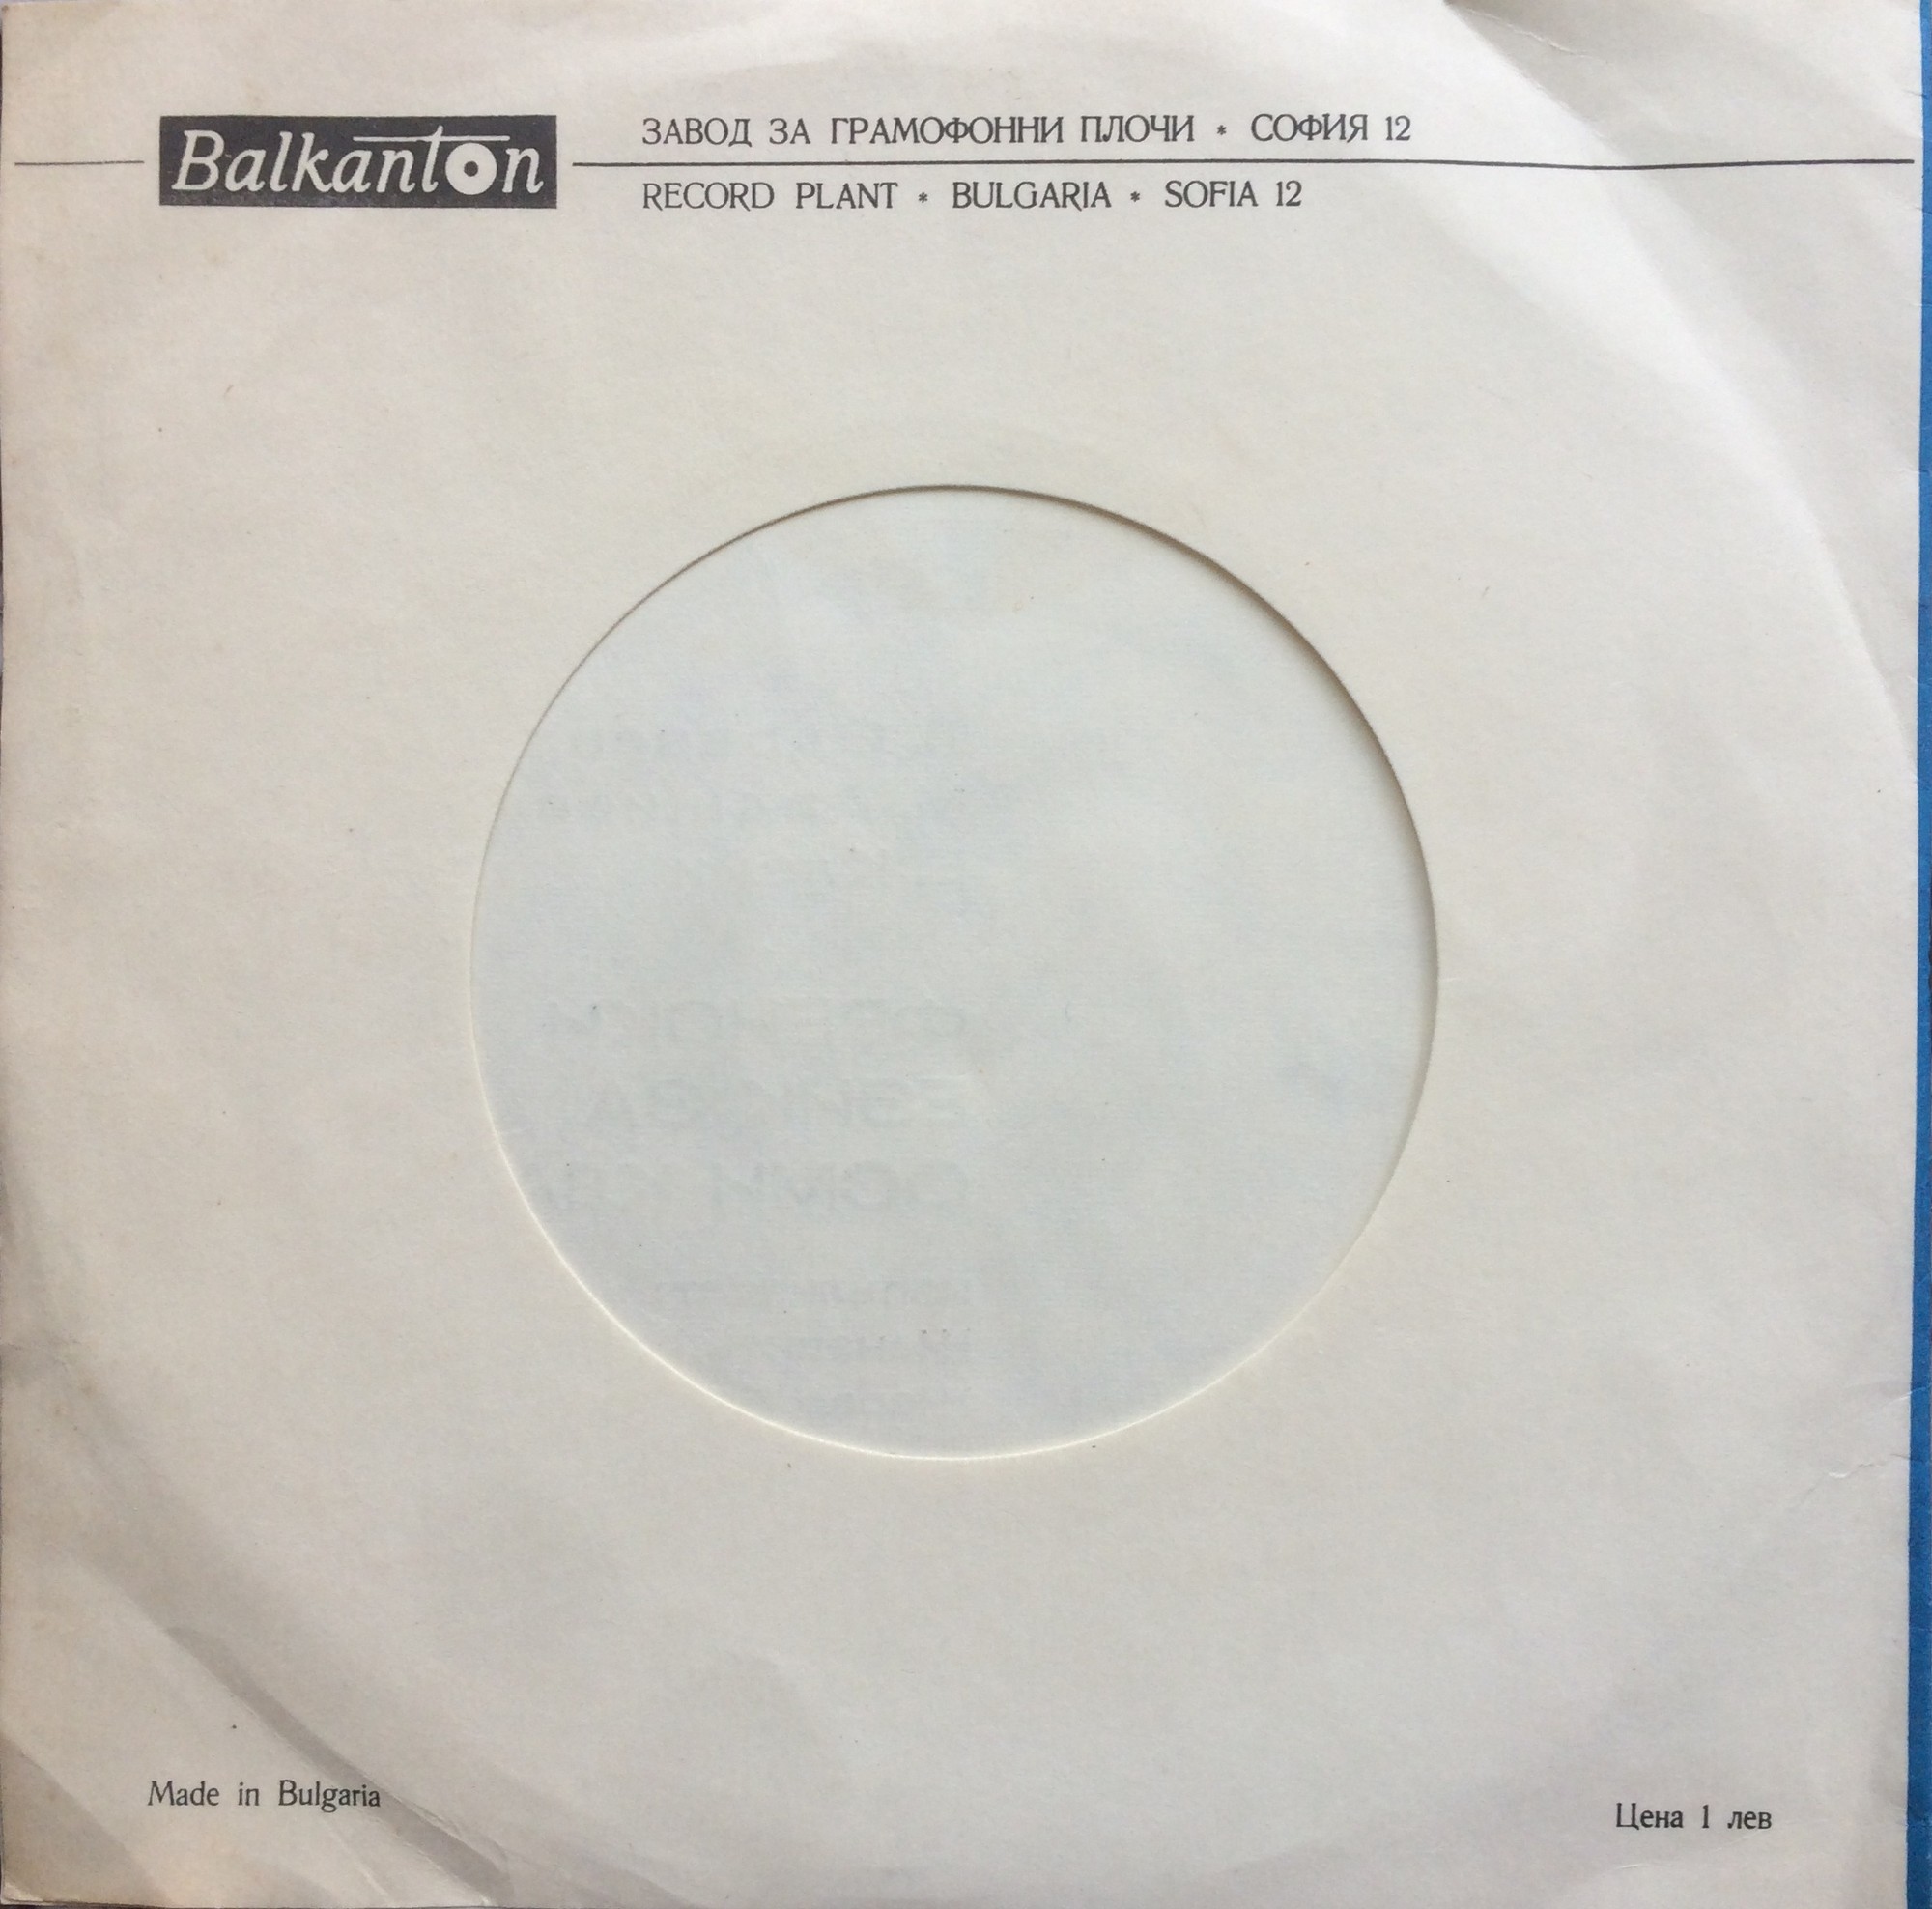 Balkanton
ЗАВОД ЗА ГРАМОФОННИ ПЛОЧИ * СОФИЯ 12
RECORD PLANT * BULGARIA * SOFIA 12
Made in Bulgaria
Цена 1 лев